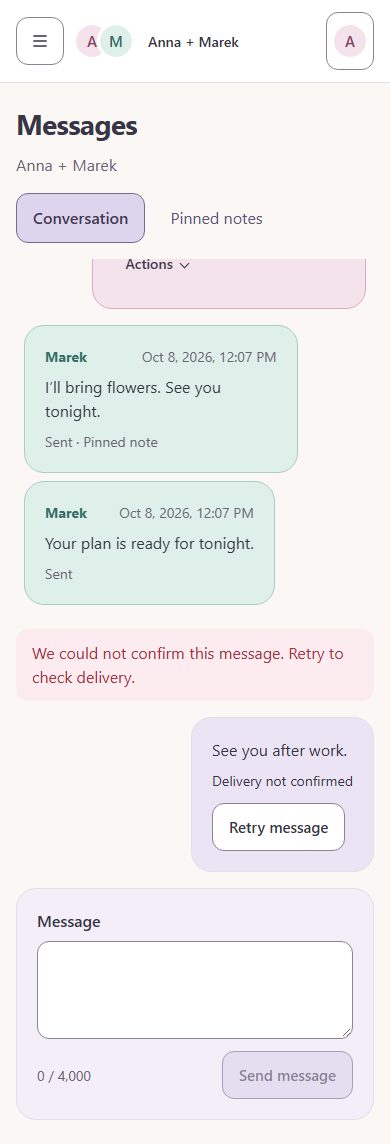 A M Anna + Marek A
Messages
Anna + Marek
Conversation Pinned notes
Actions
Marek Oct 8, 2026, 12:07 PM
I’ll bring flowers. See you
tonight.
Sent · Pinned note
Marek Oct 8, 2026, 12:07 PM
Your plan is ready for tonight.
Sent
We could not confirm this message. Retry to
check delivery.
See you after work.
Delivery not confirmed
Retry message
Message
0 / 4,000 Send message